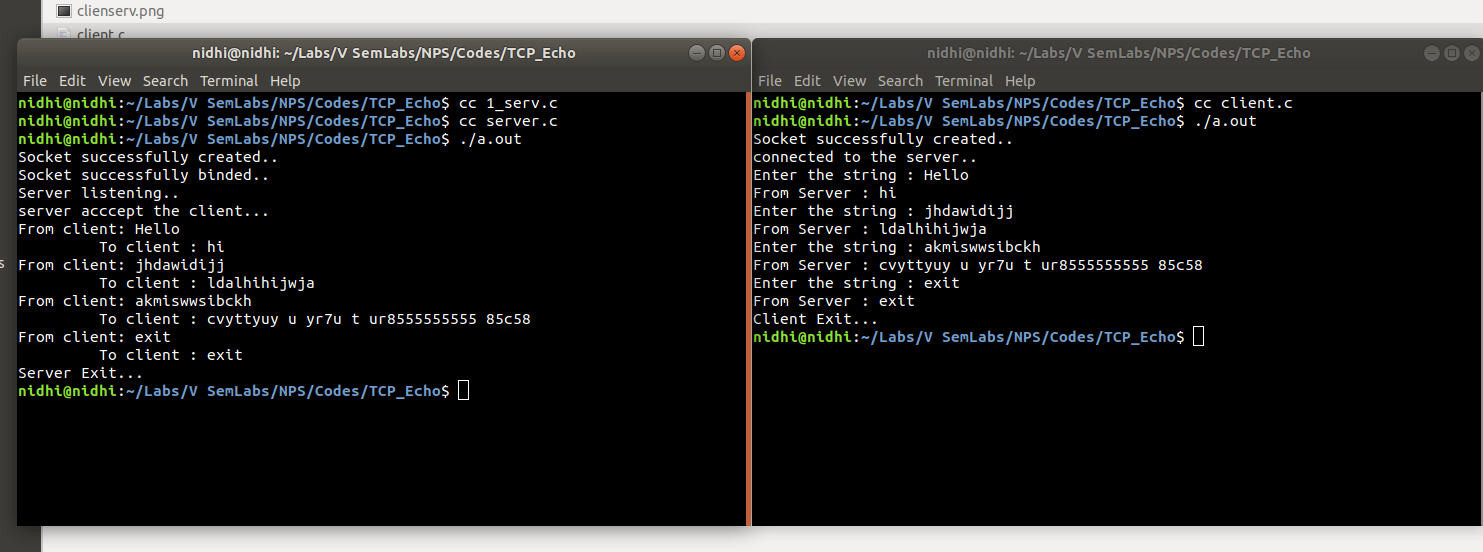 clienserv.png
client.c
nidhi@nidhi: ~/Labs/V SemLabs/NPS/Codes/TCP_Echo
File Edit View Search Terminal Help
nidhi@nidhi:~/Labs/V SemLabs/NPS/Codes/TCP_Echo$ cc 1_serv.c
nidhi@nidhi:~/Labs/V SemLabs/NPS/Codes/TCP_Echo$ cc server.c
nidhi@nidhi:~/Labs/V SemLabs/NPS/Codes/TCP_Echo$ ./a.out
Socket successfully created..
Socket successfully binded..
Server listening..
server acccept the client...
From client: Hello
To client : hi
From client: jhdawidijj
To client : ldalhihijwja
From client: akmiswwsibckh
To client : cvyttyuy u yr7u t ur8555555555 85c58
From client: exit
To client : exit
Server Exit...
nidhi@nidhi:~/Labs/V SemLabs/NPS/Codes/TCP_Echo$
nidhi@nidhi: ~/Labs/V SemLabs/NPS/Codes/TCP_Echo
File Edit View Search Terminal Help
nidhi@nidhi:~/Labs/V SemLabs/NPS/Codes/TCP_Echo$ cc client.c
nidhi@nidhi:~/Labs/V SemLabs/NPS/Codes/TCP_Echo$ ./a.out
Socket successfully created..
connected to the server..
Enter the string : Hello
From Server : hi
Enter the string : jhdawidijj
From Server : ldalhihijwja
Enter the string : akmiswwsibckh
From Server : cvyttyuy u yr7u t ur8555555555 85c58
Enter the string : exit
From Server : exit
Client Exit...
nidhi@nidhi:~/Labs/V SemLabs/NPS/Codes/TCP_Echo$